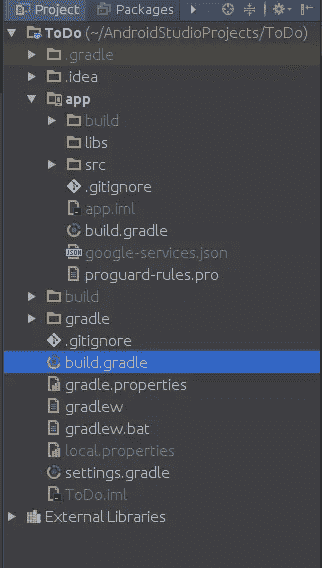 Project Packages
ToDo (~/AndroidStudioProjects/ToDo)
.gradle
.idea
app
build
libs
src
.gitignore
app.iml
build.gradle
google-services.json
proguard-rules.pro
build
gradle
.gitignore
build.gradle
gradle.properties
gradlew
gradlew.bat
local.properties
settings.gradle
ToDo.iml
External Libraries